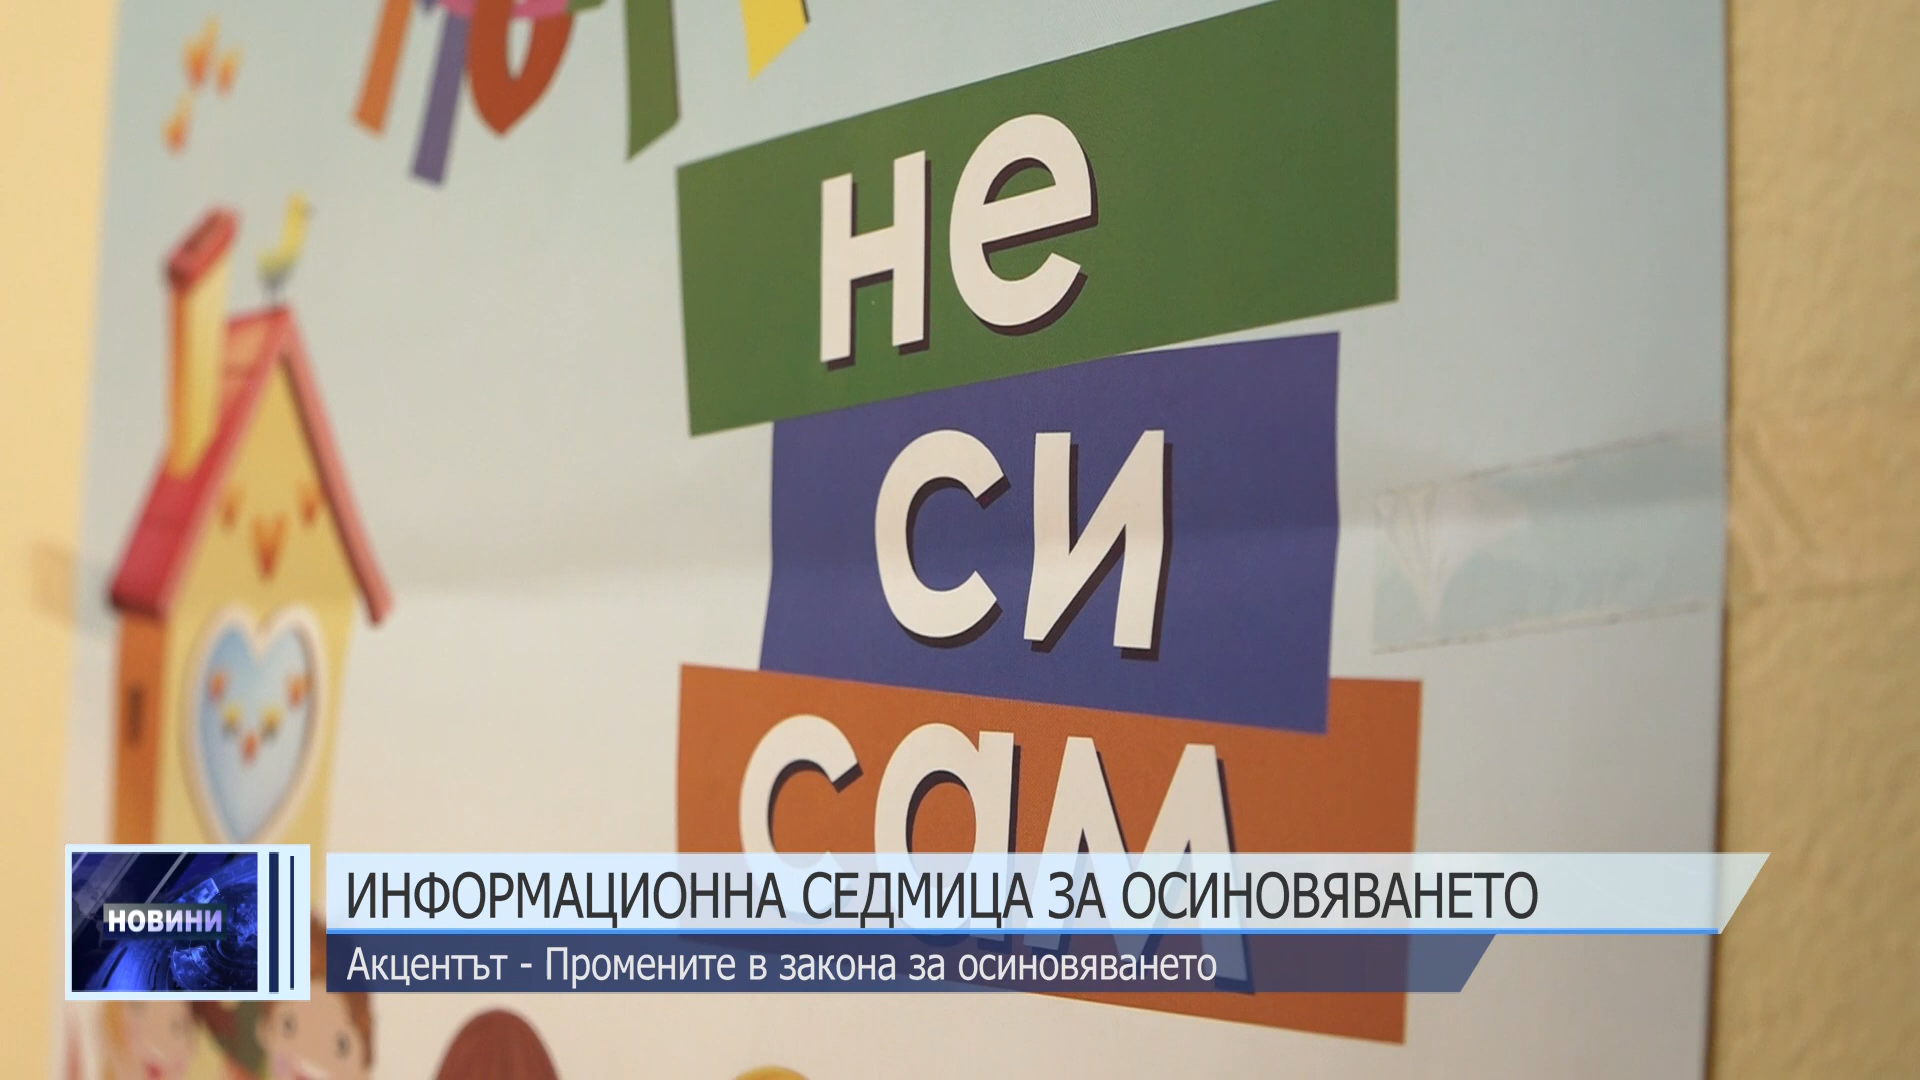 не
си
сам
НОВИНИ
ИНФОРМАЦИОННА СЕДМИЦА ЗА ОСИНОВЯВАНЕТО
Акцентът - Промените в закона за осиновяването